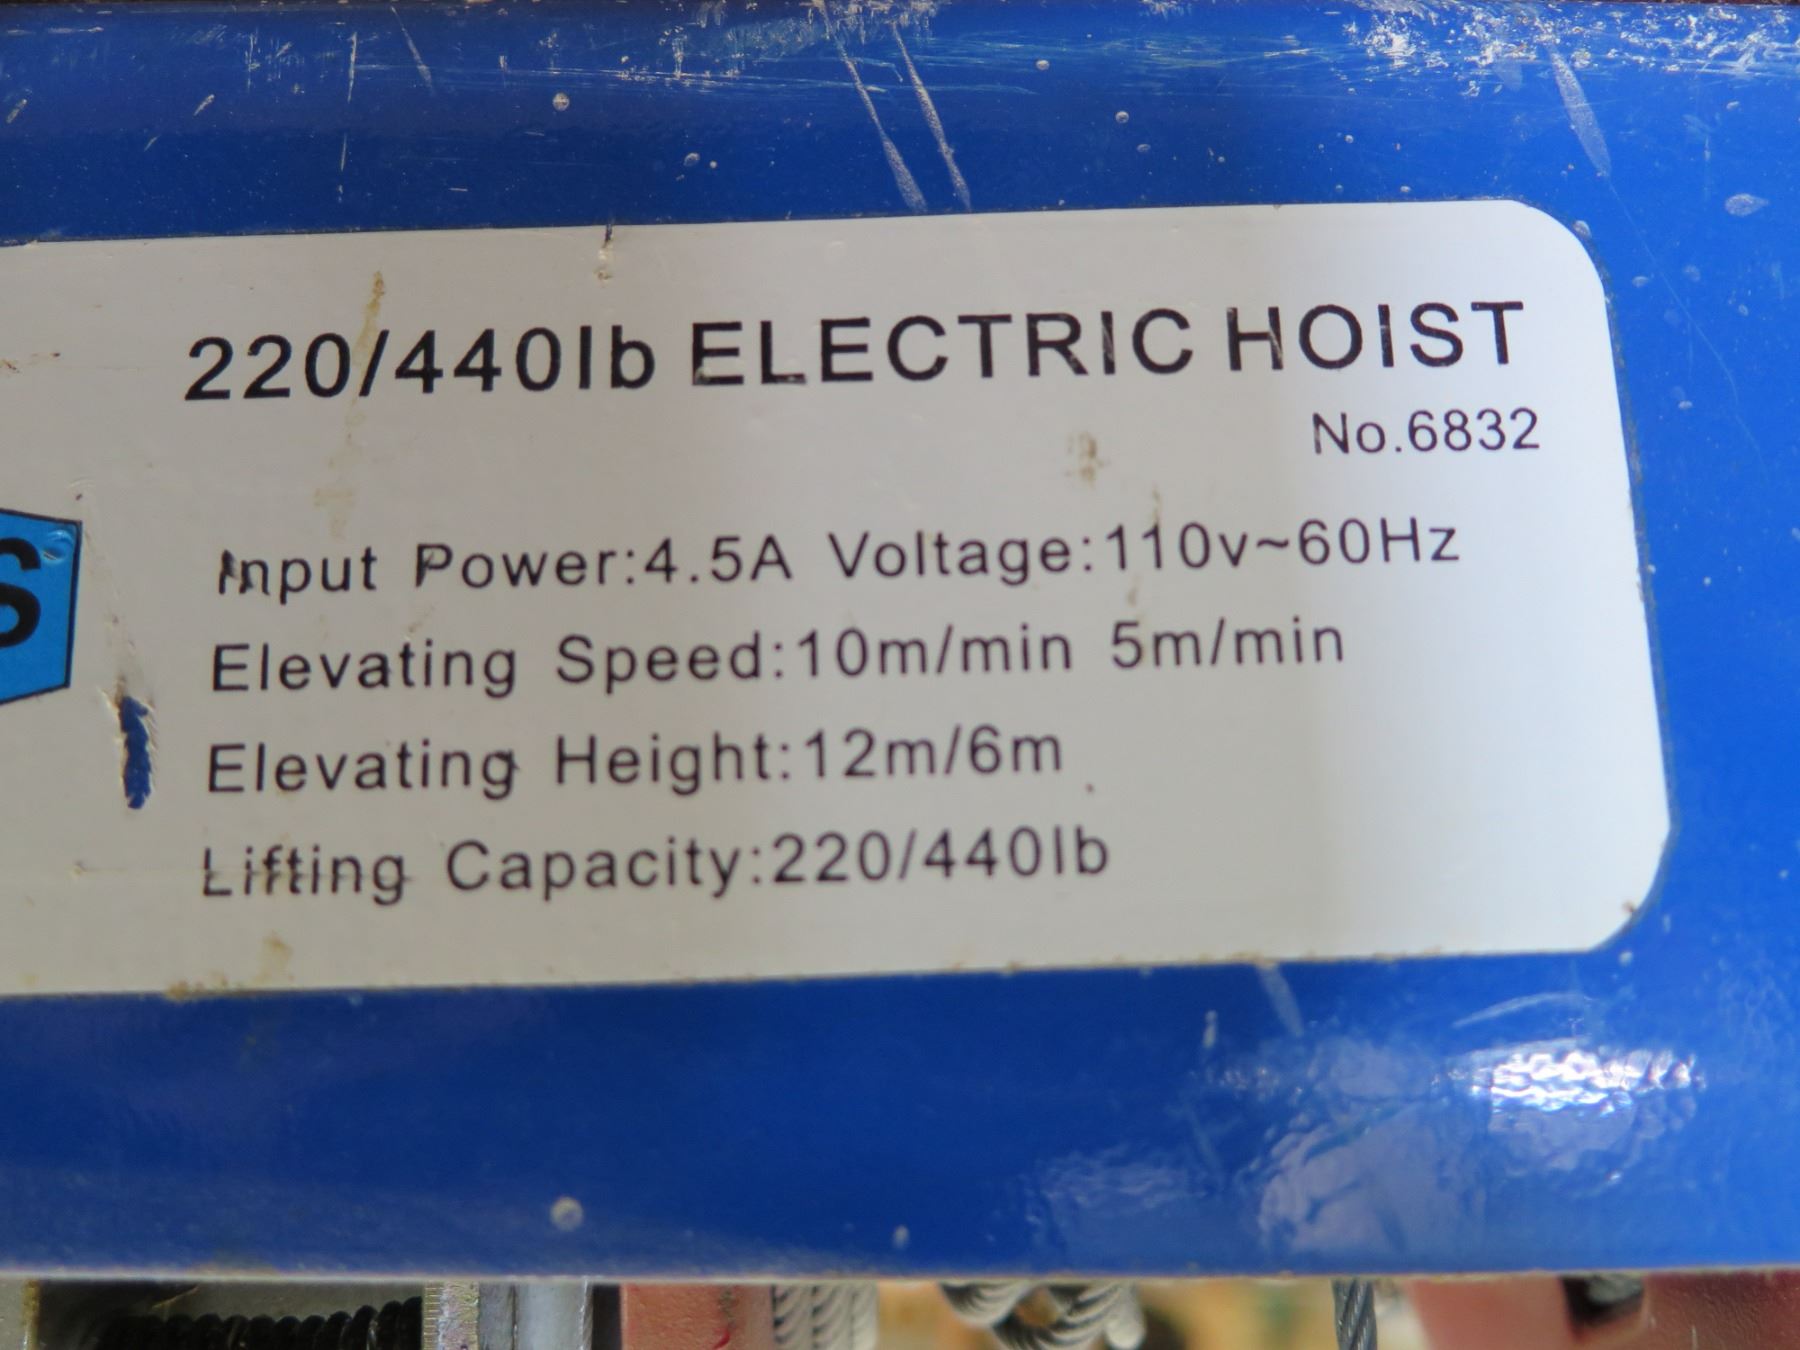 220/440lb ELECTRIC HOIST
No.6832
S
Input Power:4.5A Voltage:110v~60Hz
Elevating Speed:10m/min 5m/min
Elevating Height:12m/6m
Lifting Capacity:220/440lb